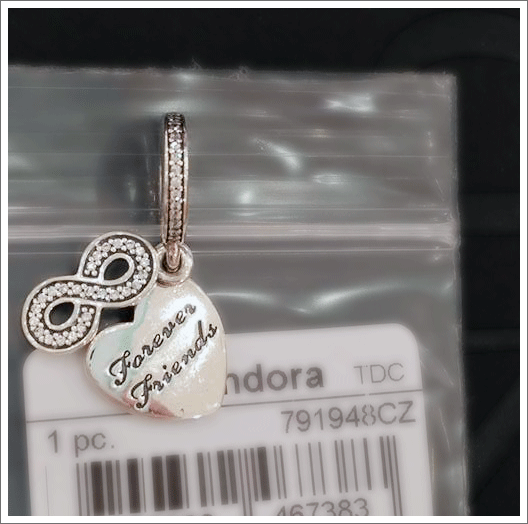 Forever
Friends
ndora TDC
791948CZ
1 pc.
467383